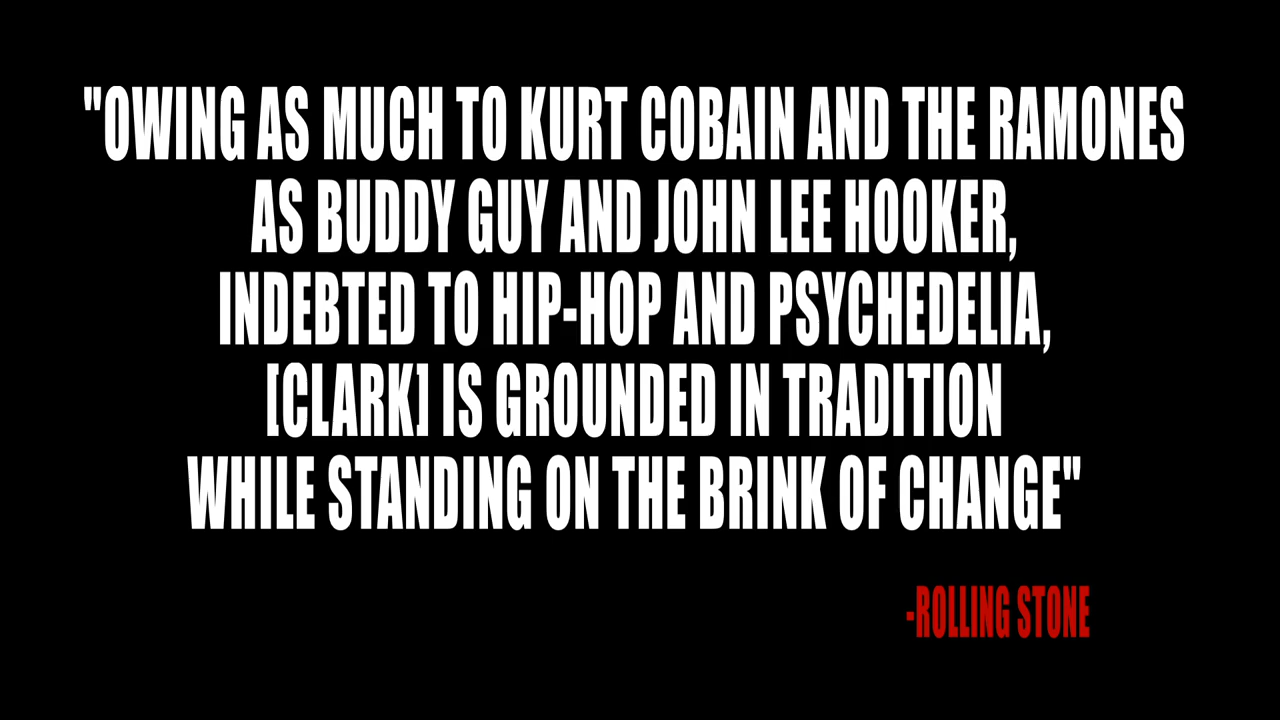 "OWING AS MUCH TO KURT COBAIN AND THE RAMONES
AS BUDDY GUY AND JOHN LEE HOOKER,
INDEBTED TO HIP-HOP AND PSYCHEDELIA,
[CLARK] IS GROUNDED IN TRADITION
WHILE STANDING ON THE BRINK OF CHANGE"
-ROLLING STONE